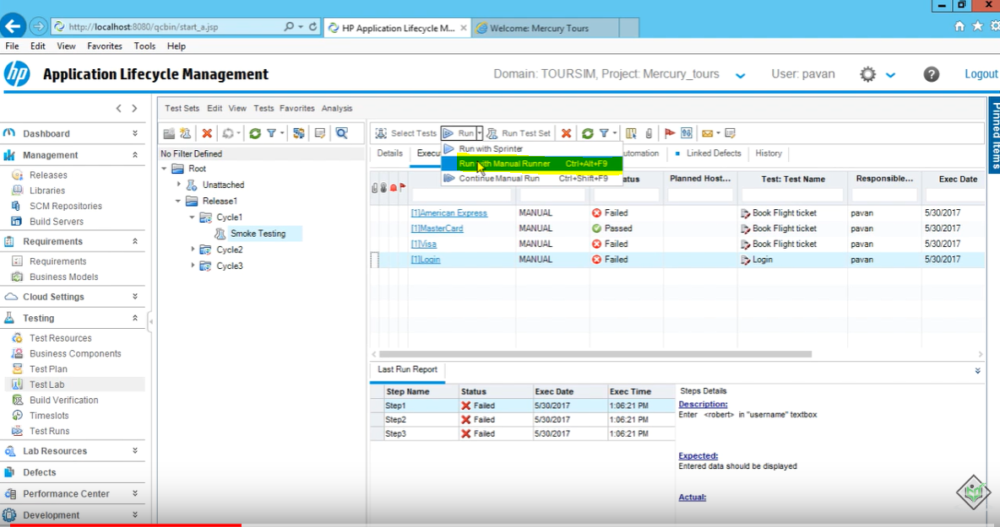 http://localhost:8080/qcbin/start_a.jsp
HP Application Lifecycle M...
Welcome: Mercury Tours
File Edit View Favorites Tools Help
hp Application Lifecycle Management
Domain: TOURSIM, Project: Mercury_tours
User: pavan
Logout
Pinned Items
Dashboard
Management
Releases
Libraries
SCM Repositories
Build Servers
Requirements
Requirements
Business Models
Cloud Settings
Testing
Test Resources
Business Components
Test Plan
Test Lab
Build Verification
Timeslots
Test Runs
Lab Resources
Defects
Performance Center
Development
Test Sets Edit View Tests Favorites Analysis
No Filter Defined
Root
Unattached
Release1
Cycle1
Smoke Testing
Cycle2
Cycle3
Select Tests Run Run Test Set
Run with Sprinter
Run with Manual Runner Ctrl+Alt+F9
Continue Manual Run Ctrl+Shift+F9
Details Execu utomation Linked Defects History
atus Planned Host... Test: Test Name Responsible... Exec Date
[1]American Express MANUAL Failed Book Flight ticket pavan 5/30/2017
[1]MasterCard MANUAL Passed Book Flight ticket pavan 5/30/2017
[1]Visa MANUAL Failed Book Flight ticket pavan 5/30/2017
[1]Login MANUAL Failed Login pavan 5/30/2017
Last Run Report
Step Name Status Exec Date Exec Time
Step1 Failed 5/30/2017 1:06:21 PM
Step2 Failed 5/30/2017 1:06:21 PM
Step3 Failed 5/30/2017 1:06:21 PM
Steps Details
Description:
Enter <robert> in "username" textbox
Expected:
Entered data should be displayed
Actual: